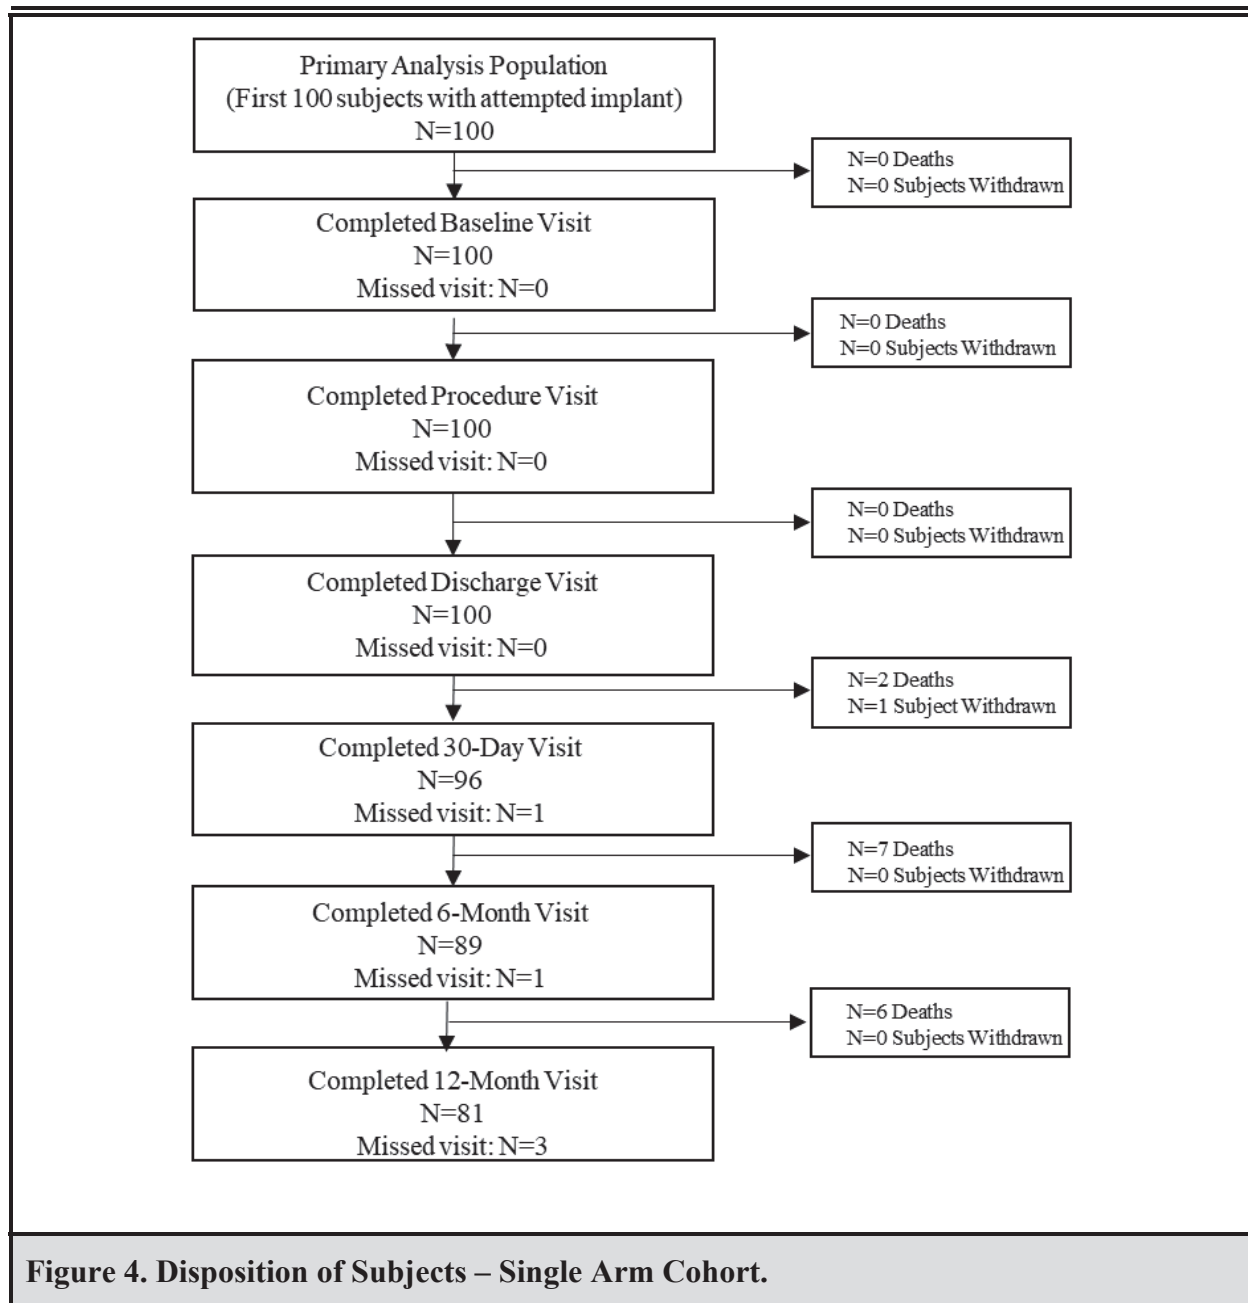 Primary Analysis Population
(First 100 subjects with attempted implant)
N=100
N=0 Deaths
N=0 Subjects Withdrawn
Completed Baseline Visit
N=100
Missed visit: N=0
N=0 Deaths
N=0 Subjects Withdrawn
Completed Procedure Visit
N=100
Missed visit: N=0
N=0 Deaths
N=0 Subjects Withdrawn
Completed Discharge Visit
N=100
Missed visit: N=0
N=2 Deaths
N=1 Subject Withdrawn
Completed 30-Day Visit
N=96
Missed visit: N=1
N=7 Deaths
N=0 Subjects Withdrawn
Completed 6-Month Visit
N=89
Missed visit: N=1
N=6 Deaths
N=0 Subjects Withdrawn
Completed 12-Month Visit
N=81
Missed visit: N=3
Figure 4. Disposition of Subjects – Single Arm Cohort.